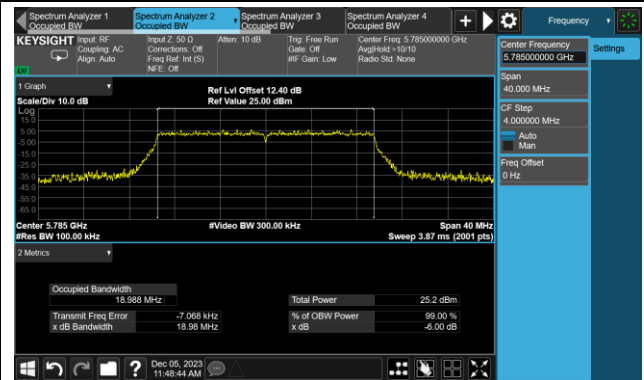 Spectrum Analyzer 1
Occupied BW
Spectrum Analyzer 2
Occupied BW
Spectrum Analyzer 3
Occupied BW
Spectrum Analyzer 4
Occupied BW
Frequency
KEYSIGHT
Input: RF
Coupling: AC
Align: Auto
Input Z: 50 Ω
Corrections: Off
Freq Ref: Int (S)
NFE: Off
Atten: 10 dB
Trig: Free Run
Gate: Off
#IF Gain: Low
Center Freq: 5.785000000 GHz
Avg|Hold:>10/10
Radio Std: None
1 Graph
Scale/Div 10.0 dB
Ref Lvl Offset 12.40 dB
Ref Value 25.00 dBm
Log
15.0
5.00
-5.00
-15.0
-25.0
-35.0
-45.0
-55.0
-65.0
Center 5.785 GHz
#Res BW 100.00 kHz
#Video BW 300.00 kHz
Span 40 MHz
Sweep 3.87 ms (2001 pts)
2 Metrics
Occupied Bandwidth
18.988 MHz
Transmit Freq Error -7.068 kHz
x dB Bandwidth 18.98 MHz
Total Power 25.2 dBm
% of OBW Power 99.00 %
x dB -6.00 dB
Center Frequency
5.785000000 GHz
Span
40.000 MHz
CF Step
4.000000 MHz
Auto
Man
Freq Offset
0 Hz
Settings
Dec 05, 2023
11:48:44 AM